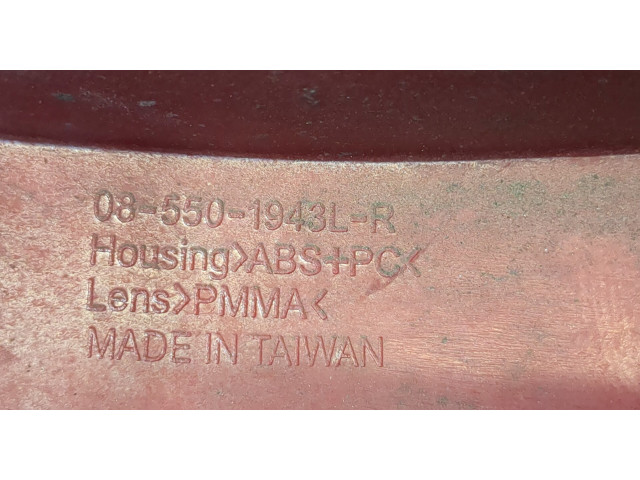 08-550-1943L-R
Housing>ABS+PC<
Lens>PMMA<
MADE IN TAIWAN